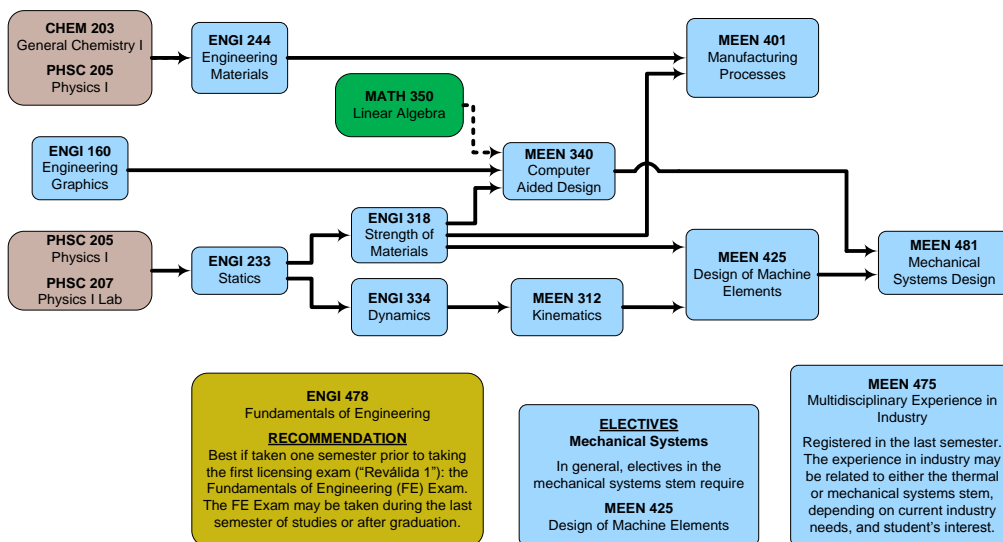 CHEM 203
General Chemistry I
PHSC 205
Physics I
ENGI 244
Engineering
Materials
MEEN 401
Manufacturing
Processes
MATH 350
Linear Algebra
ENGI 160
Engineering
Graphics
MEEN 340
Computer
Aided Design
PHSC 205
Physics I
PHSC 207
Physics I Lab
ENGI 233
Statics
ENGI 318
Strength of
Materials
ENGI 334
Dynamics
MEEN 312
Kinematics
MEEN 425
Design of Machine
Elements
MEEN 481
Mechanical
Systems Design
ENGI 478
Fundamentals of Engineering
RECOMMENDATION
Best if taken one semester prior to taking
the first licensing exam (“Reválida 1”): the
Fundamentals of Engineering (FE) Exam.
The FE Exam may be taken during the last
semester of studies or after graduation.
ELECTIVES
Mechanical Systems
In general, electives in the
mechanical systems stem require
MEEN 425
Design of Machine Elements
MEEN 475
Multidisciplinary Experience in
Industry
Registered in the last semester.
The experience in industry may
be related to either the thermal
or mechanical systems stem,
depending on current industry
needs, and student’s interest.